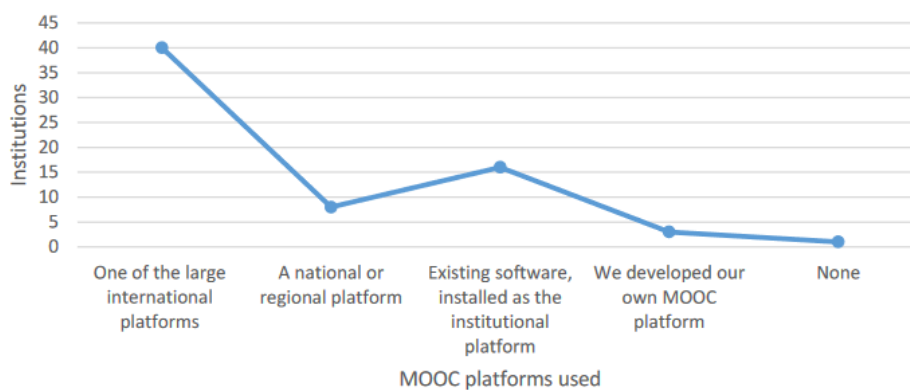 45
40
35
30
25
20
15
10
5
0
Institutions
One of the large
international
platforms
A national or
regional platform
Existing software,
installed as the
institutional
platform
We developed our
own MOOC
platform
None
MOOC platforms used